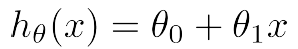 h_θ(x) = θ_0 + θ_1x